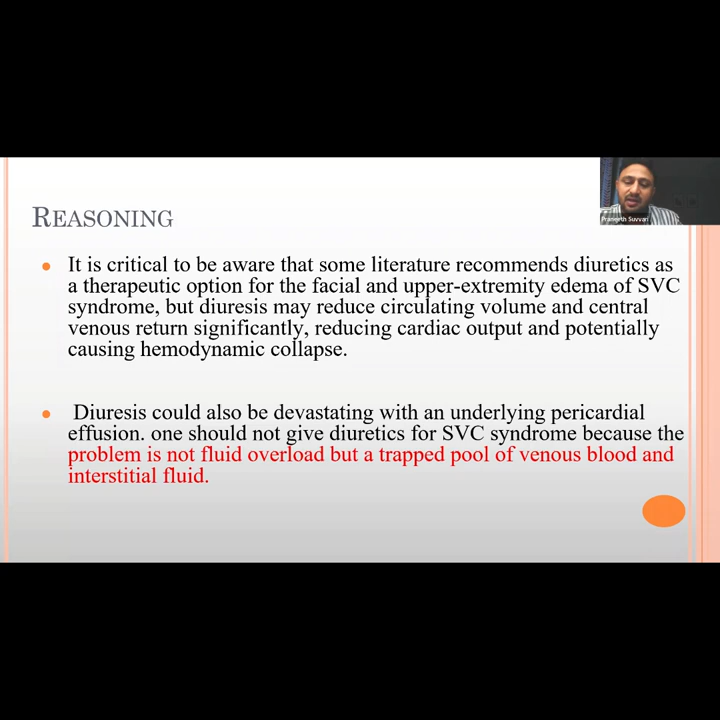 Praneeth Suvvari
REASONING
It is critical to be aware that some literature recommends diuretics as
a therapeutic option for the facial and upper-extremity edema of SVC
syndrome, but diuresis may reduce circulating volume and central
venous return significantly, reducing cardiac output and potentially
causing hemodynamic collapse.
Diuresis could also be devastating with an underlying pericardial
effusion. one should not give diuretics for SVC syndrome because the
problem is not fluid overload but a trapped pool of venous blood and
interstitial fluid.